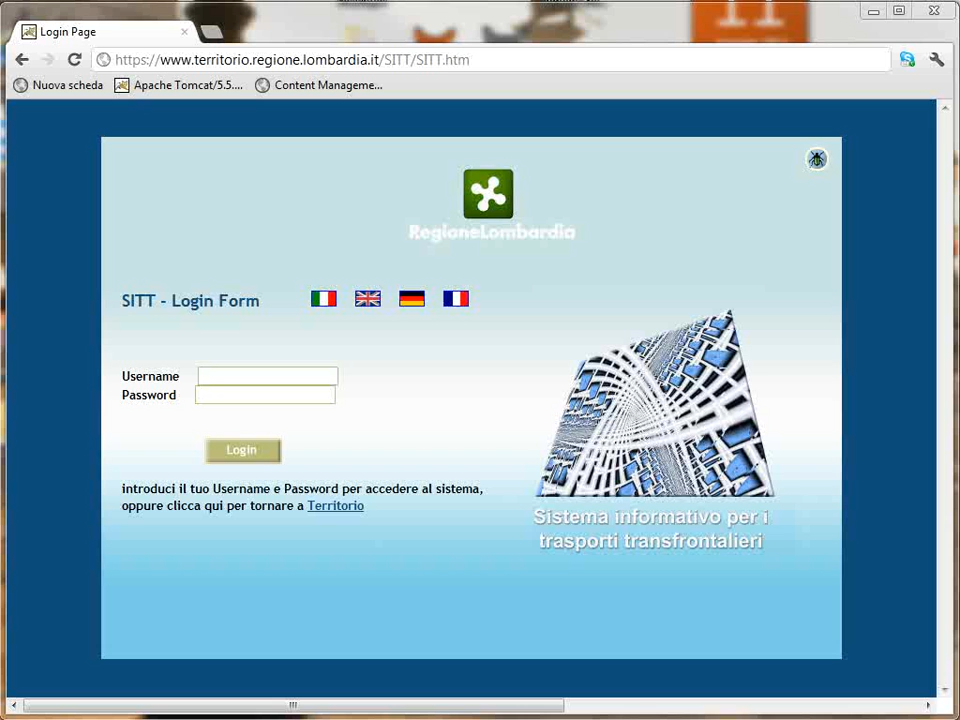 Login Page
https://www.territorio.regione.lombardia.it/SITT/SITT.htm
Nuova scheda
Apache Tomcat/5.5....
Content Manageme...
RegioneLombardia
SITT - Login Form
Username
Password
Login
introduci il tuo Username e Password per accedere al sistema,
oppure clicca qui per tornare a Territorio
Sistema informativo per i
trasporti transfrontalieri